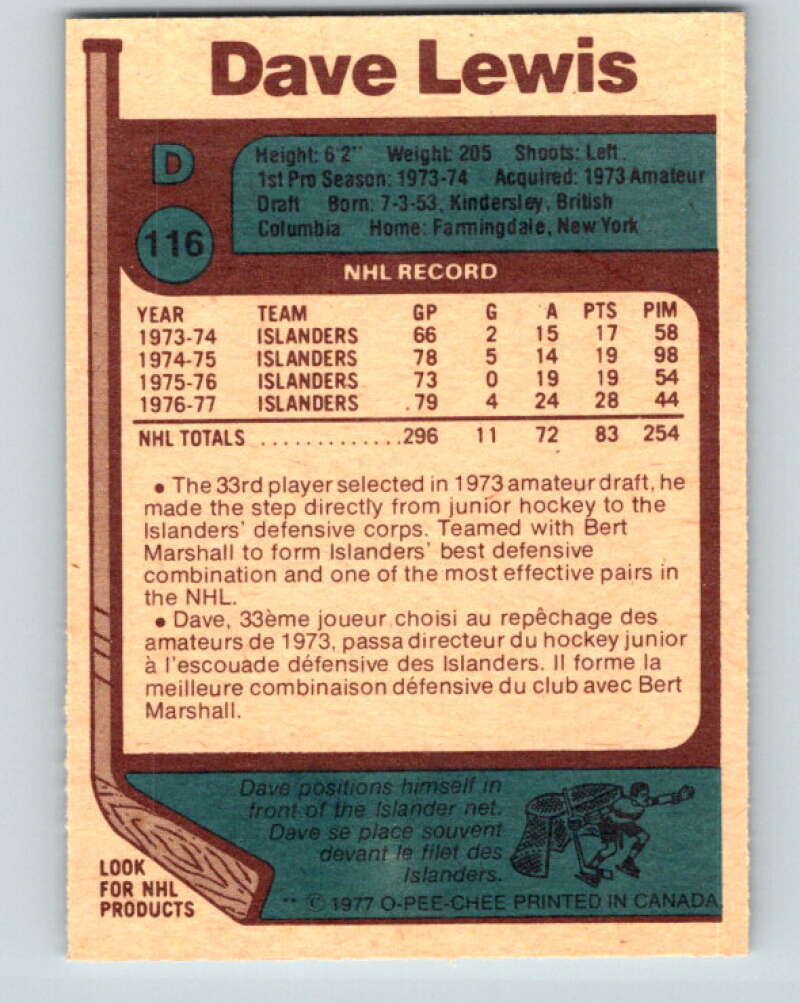 Dave Lewis
D
116
Height: 6'2" Weight: 205 Shoots: Left
1st Pro Season: 1973-74 Acquired: 1973 Amateur
Draft Born: 7-3-53, Kindersley, British
Columbia Home: Farmingdale, New York
NHL RECORD
YEAR TEAM GP G A PTS PIM
1973-74 ISLANDERS 66 2 15 17 58
1974-75 ISLANDERS 78 5 14 19 98
1975-76 ISLANDERS 73 0 19 19 54
1976-77 ISLANDERS 79 4 24 28 44
NHL TOTALS .............296 11 72 83 254
• The 33rd player selected in 1973 amateur draft, he
made the step directly from junior hockey to the
Islanders' defensive corps. Teamed with Bert
Marshall to form Islanders' best defensive
combination and one of the most effective pairs in
the NHL.
• Dave, 33ème joueur choisi au repêchage des
amateurs de 1973, passa directeur du hockey junior
à l'escouade défensive des Islanders. Il forme la
meilleure combinaison défensive du club avec Bert
Marshall.
Dave positions himself in
front of the Islander net.
Dave se place souvent
devant le filet des
Islanders.
LOOK
FOR NHL
PRODUCTS
** © 1977 O-PEE-CHEE PRINTED IN CANADA